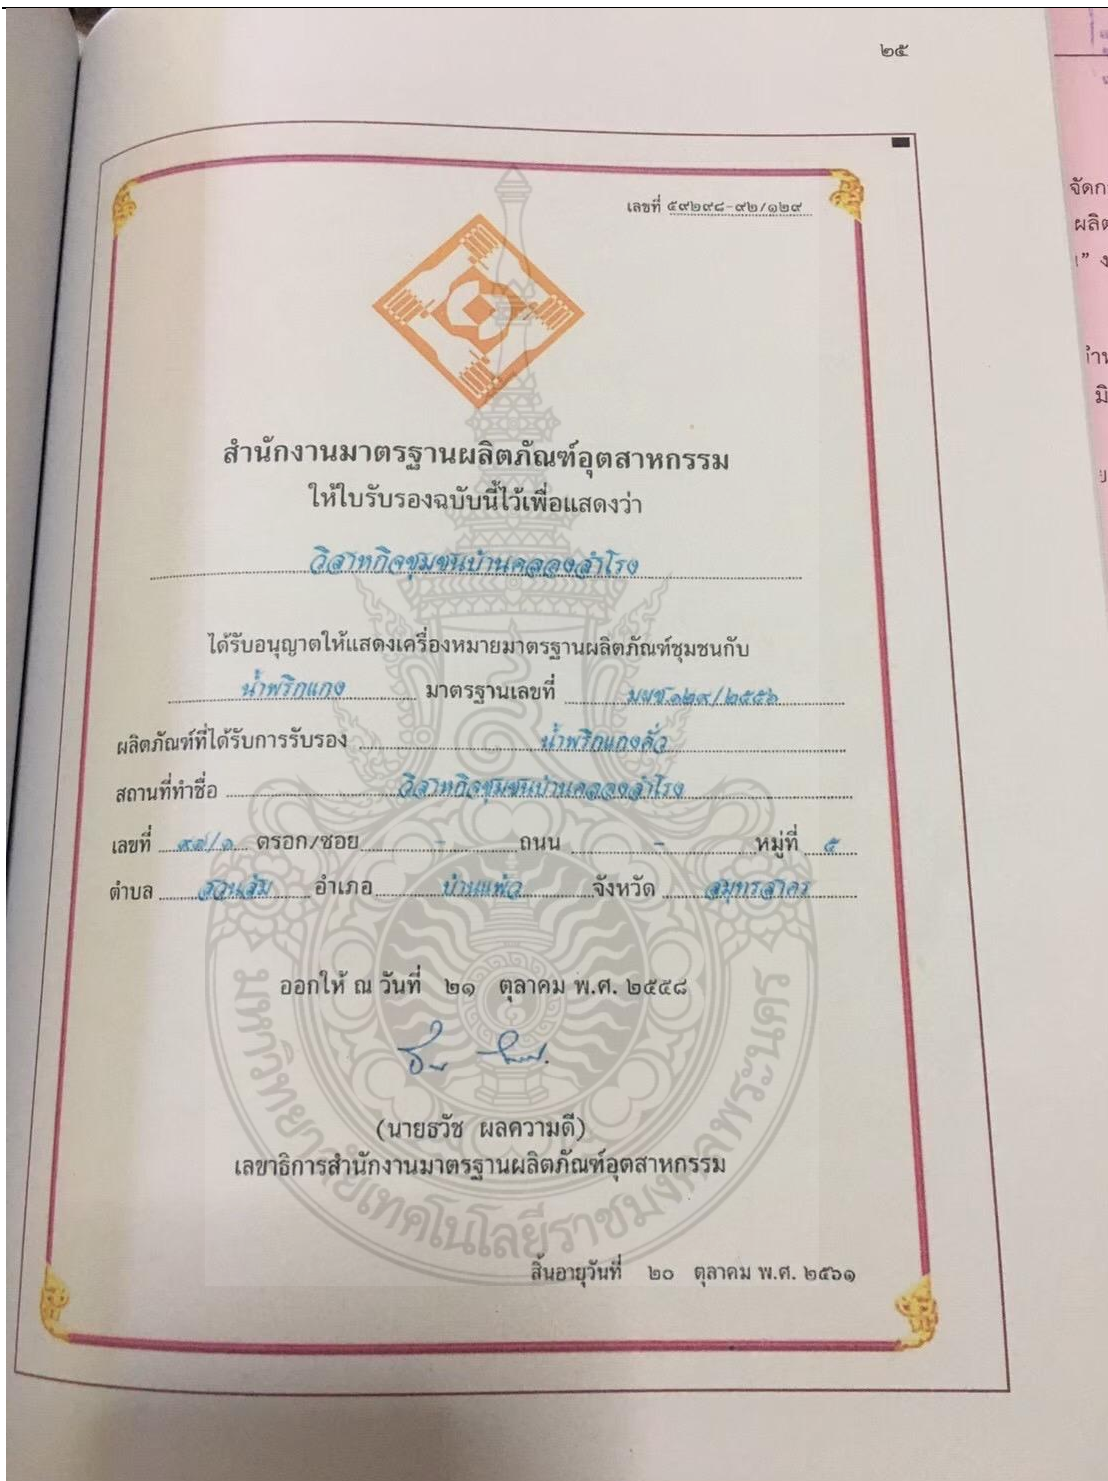 ๒๕
เลขที่ ๕๙๒๙๘-๙๒/๑๒๙
สำนักงานมาตรฐานผลิตภัณฑ์อุตสาหกรรม
ให้ใบรับรองฉบับนี้ไว้เพื่อแสดงว่า
วิสาหกิจชุมชนบ้านคลองสำโรง
ได้รับอนุญาตให้แสดงเครื่องหมายมาตรฐานผลิตภัณฑ์ชุมชนกับ
น้ำพริกแกง มาตรฐานเลขที่ มผช.๑๒๙/๒๕๕๖
ผลิตภัณฑ์ที่ได้รับการรับรอง น้ำพริกแกงคั่ว
สถานที่ทำชื่อ วิสาหกิจชุมชนบ้านคลองสำโรง
เลขที่ ตรอก/ซอย - ถนน - หมู่ที่ ๕
ตำบล สวนส้ม อำเภอ บ้านแพ้ว จังหวัด สมุทรสาคร
ออกให้ ณ วันที่ ๒๑ ตุลาคม พ.ศ. ๒๕๕๘
(นายธวัช ผลความดี)
เลขาธิการสำนักงานมาตรฐานผลิตภัณฑ์อุตสาหกรรม
สิ้นอายุวันที่ ๒๐ ตุลาคม พ.ศ. ๒๕๖๑
มหาวิทยาลัยเทคโนโลยีราชมงคลพระนคร